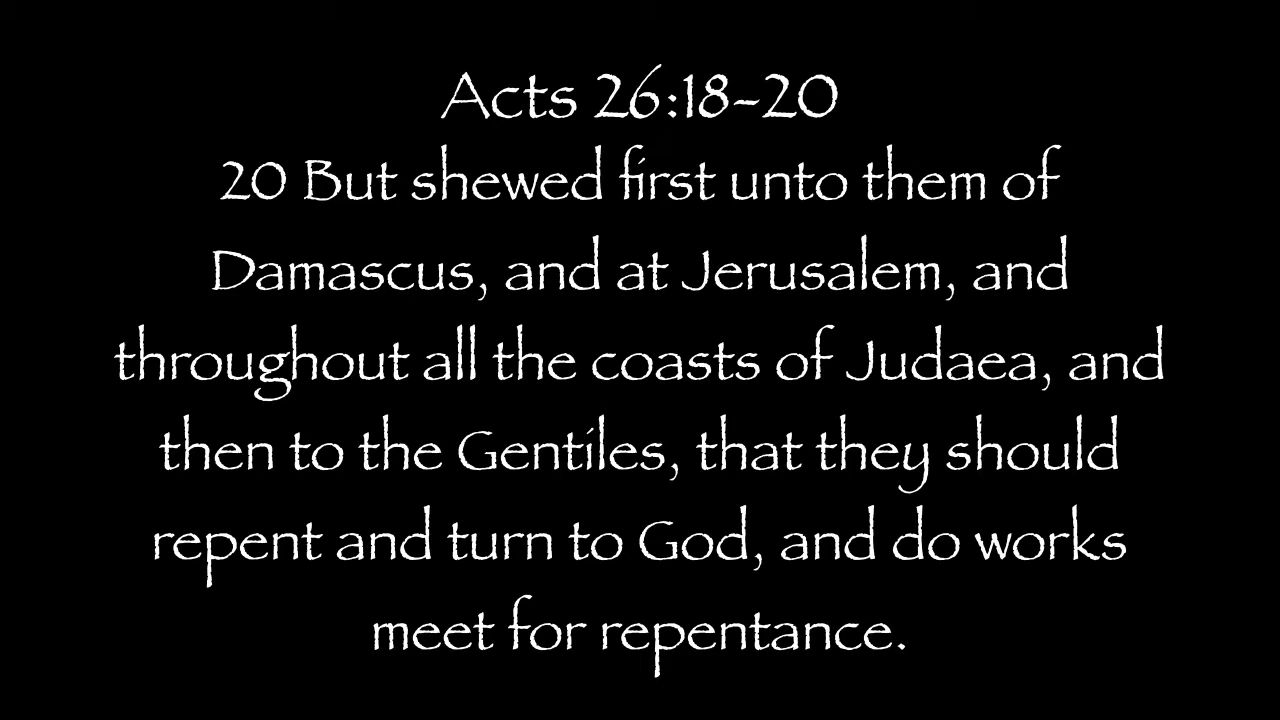 Acts 26:18-20
20 But shewed first unto them of
Damascus, and at Jerusalem, and
throughout all the coasts of Judaea, and
then to the Gentiles, that they should
repent and turn to God, and do works
meet for repentance.